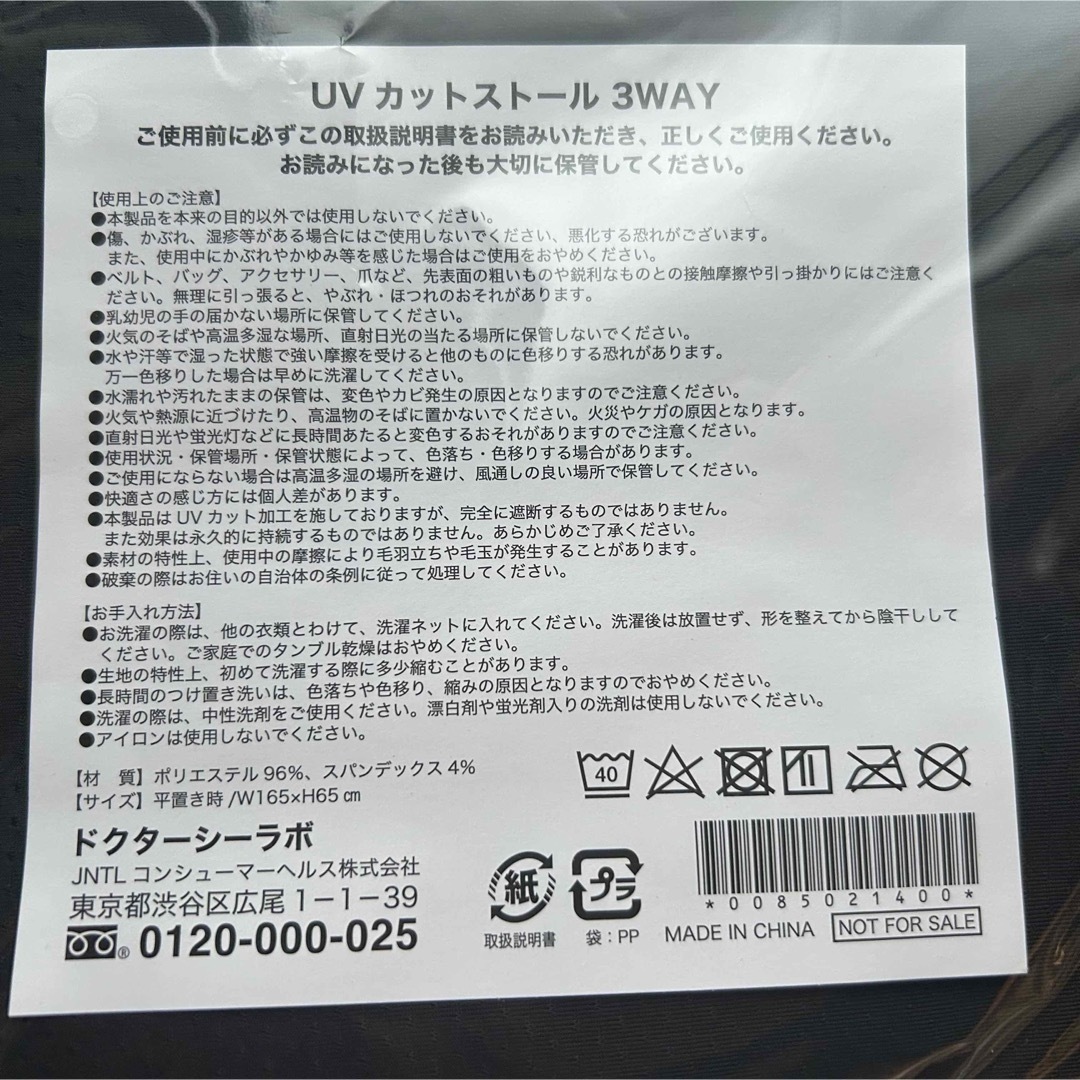 UV カットストール 3WAY
ご使用前に必ずこの取扱説明書をお読みいただき、正しくご使用ください。
お読みになった後も大切に保管してください。
【使用上のご注意】
●本製品を本来の目的以外では使用しないでください。
●傷、かぶれ、湿疹等がある場合にはご使用しないでください、悪化する恐れがございます。
また、使用中にかぶれやかゆみ等を感じた場合はご使用をおやめください。
●ベルト、バッグ、アクセサリー、爪など、先表面の粗いものや鋭利なものとの接触摩擦や引っ掛かりにはご注意く
ださい。無理に引っ張ると、やぶれ・ほつれのおそれがあります。
●乳幼児の手の届かない場所に保管してください。
●火気のそばや高温多湿な場所、直射日光の当たる場所に保管しないでください。
●水や汗等で湿った状態で強い摩擦を受けると他のものに色移りする恐れがあります。
万一色移りした場合は早めに洗濯してください。
●水濡れや汚れたままの保管は、変色やカビ発生の原因となりますのでご注意ください。
●火気や熱源に近づけたり、高温物のそばに置かないでください。火災やケガの原因となります。
●直射日光や蛍光灯などに長時間あたると変色するおそれがありますのでご注意ください。
●使用状況・保管場所・保管状態によって、色落ち・色移りする場合があります。
●ご使用にならない場合は高温多湿の場所を避け、風通しの良い場所で保管してください。
●快適さの感じ方には個人差があります。
●本製品は UV カット加工を施しておりますが、完全に遮断するものではありません。
また効果は永久的に持続するものではありません。あらかじめご了承ください。
●素材の特性上、使用中の摩擦により毛羽立ちや毛玉が発生することがあります。
●破棄の際はお住いの自治体の条例に従って処理してください。
【お手入れ方法】
●お洗濯の際は、他の衣類とわけて、洗濯ネットに入れてください。洗濯後は放置せず、形を整えてから陰干しして
ください。ご家庭でのタンブル乾燥はおやめください。
●生地の特性上、初めて洗濯する際に多少縮むことがあります。
●長時間のつけ置き洗いは、色落ちや色移り、縮みの原因となりますのでおやめください。
●洗濯の際は、中性洗剤をご使用ください。漂白剤や蛍光剤入りの洗剤は使用しないでください。
●アイロンは使用しないでください。
【材　質】ポリエステル 96%、スパンデックス 4%
【サイズ】平置き時 /W165×H65 ㎝
40
ドクターシーラボ
JNTL コンシューマーヘルス株式会社
東京都渋谷区広尾 1－1－39
® 0120-000-025
紙
取扱説明書
プラ
袋：PP
*0085021400*
MADE IN CHINA
NOT FOR SALE